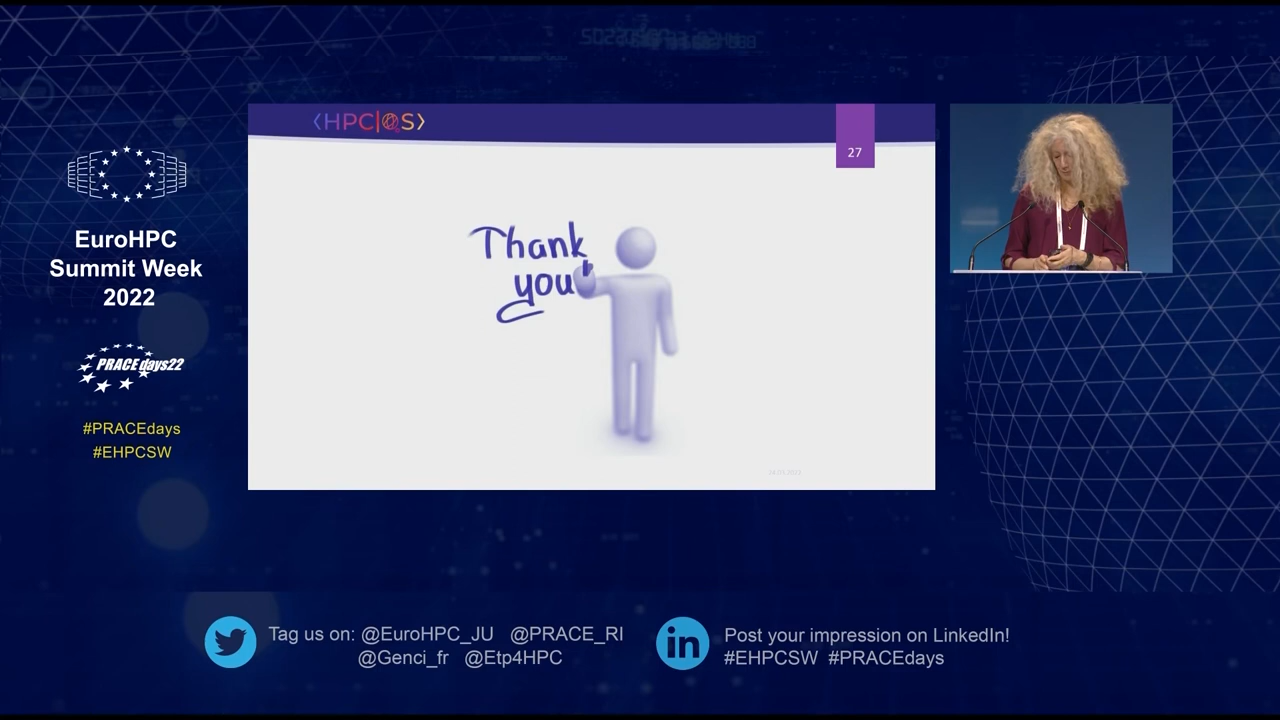 <HPC|QS>
27
Thank
you
EuroHPC
Summit Week
2022
PRACE days22
#PRACEdays
#EHPCSW
Tag us on: @EuroHPC_JU @PRACE_RI
@Genci_fr @Etp4HPC
in
Post your impression on LinkedIn!
#EHPCSW #PRACEdays